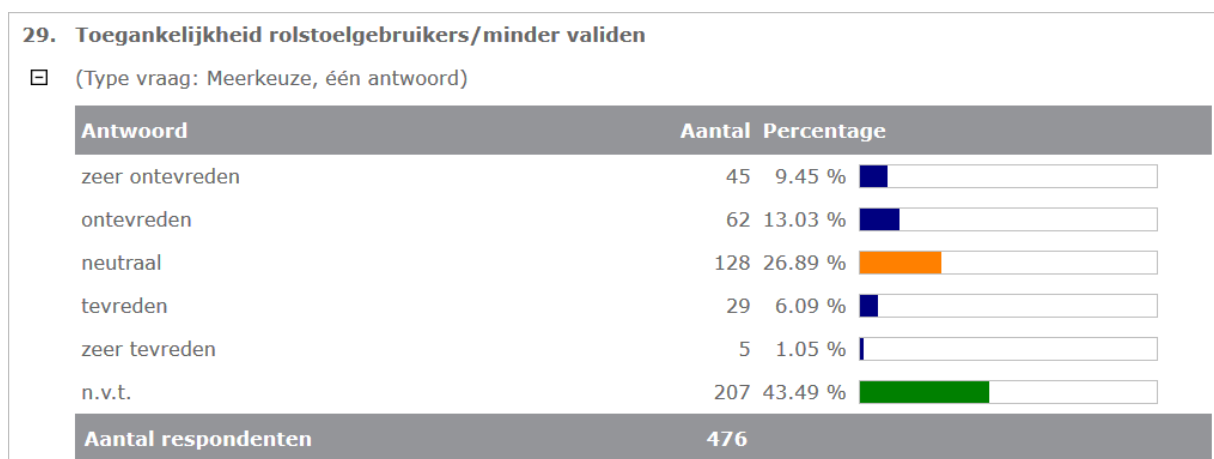 29. Toegankelijkheid rolstoelgebruikers/minder validen
(Type vraag: Meerkeuze, één antwoord)
Antwoord Aantal Percentage
zeer ontevreden 45 9.45 %
ontevreden 62 13.03 %
neutraal 128 26.89 %
tevreden 29 6.09 %
zeer tevreden 5 1.05 %
n.v.t. 207 43.49 %
Aantal respondenten 476